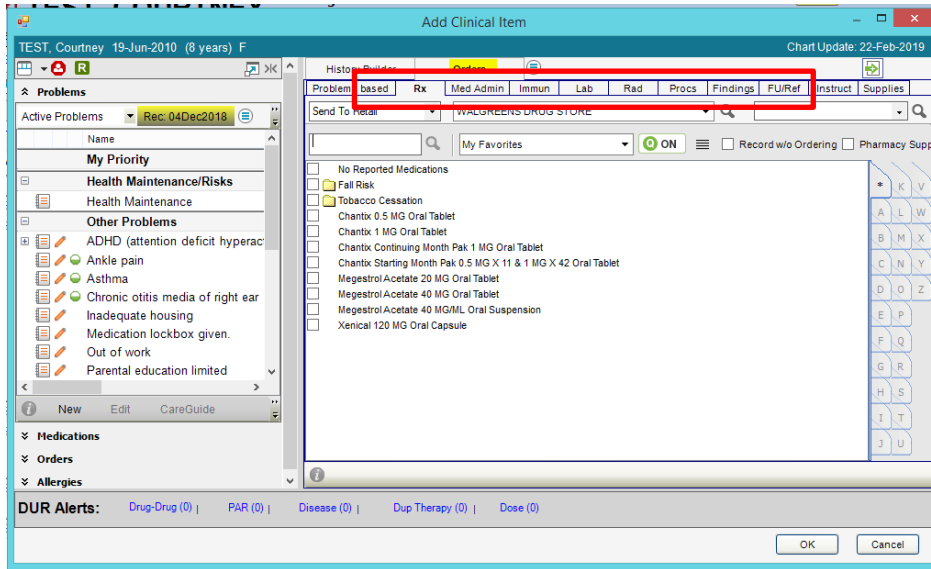 Add Clinical Item
TEST, Courtney 19-Jun-2010 (8 years) F
Chart Update: 22-Feb-2019
R
Problems
Active Problems
Rec: 04Dec2018
Name
My Priority
Health Maintenance/Risks
Health Maintenance
Other Problems
ADHD (attention deficit hyperac
Ankle pain
Asthma
Chronic otitis media of right ear
Inadequate housing
Medication lockbox given.
Out of work
Parental education limited
New Edit CareGuide
Medications
Orders
Allergies
History Builder Orders
Problem based Rx Med Admin Immun Lab Rad Procs Findings FU/Ref Instruct Supplies
Send To Retail WALGREENS DRUG STORE
My Favorites Q ON Record w/o Ordering Pharmacy Supp
No Reported Medications
Fall Risk
Tobacco Cessation
Chantix 0.5 MG Oral Tablet
Chantix 1 MG Oral Tablet
Chantix Continuing Month Pak 1 MG Oral Tablet
Chantix Starting Month Pak 0.5 MG X 11 & 1 MG X 42 Oral Tablet
Megestrol Acetate 20 MG Oral Tablet
Megestrol Acetate 40 MG Oral Tablet
Megestrol Acetate 40 MG/ML Oral Suspension
Xenical 120 MG Oral Capsule
* K V
A L W
B M X
C N Y
D O Z
E P
F Q
G R
H S
I T
J U
DUR Alerts: Drug-Drug (0) | PAR (0) | Disease (0) | Dup Therapy (0) | Dose (0)
OK Cancel